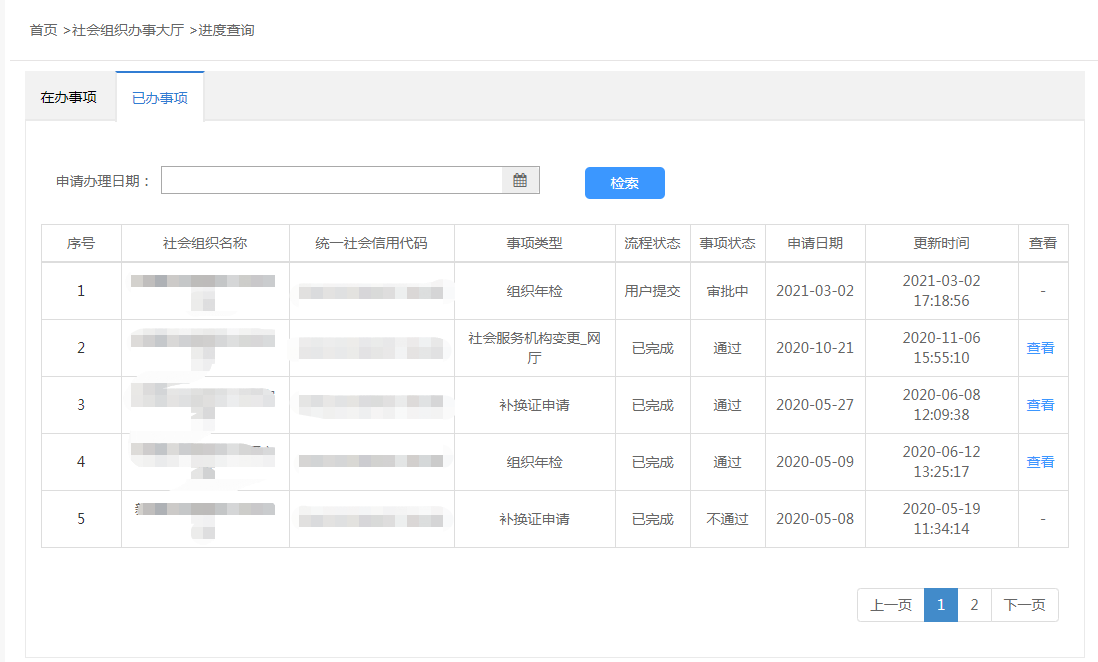 首页 >社会组织办事大厅 >进度查询
在办事项 已办事项
申请办理日期： 检索
序号 社会组织名称 统一社会信用代码 事项类型 流程状态 事项状态 申请日期 更新时间 查看
1 组织年检 用户提交 审批中 2021-03-02 2021-03-02 17:18:56 -
2 社会服务机构变更_网厅 已完成 通过 2020-10-21 2020-11-06 15:55:10 查看
3 补换证申请 已完成 通过 2020-05-27 2020-06-08 12:09:38 查看
4 组织年检 已完成 通过 2020-05-09 2020-06-12 13:25:17 查看
5 补换证申请 已完成 不通过 2020-05-08 2020-05-19 11:34:14 -
上一页 1 2 下一页